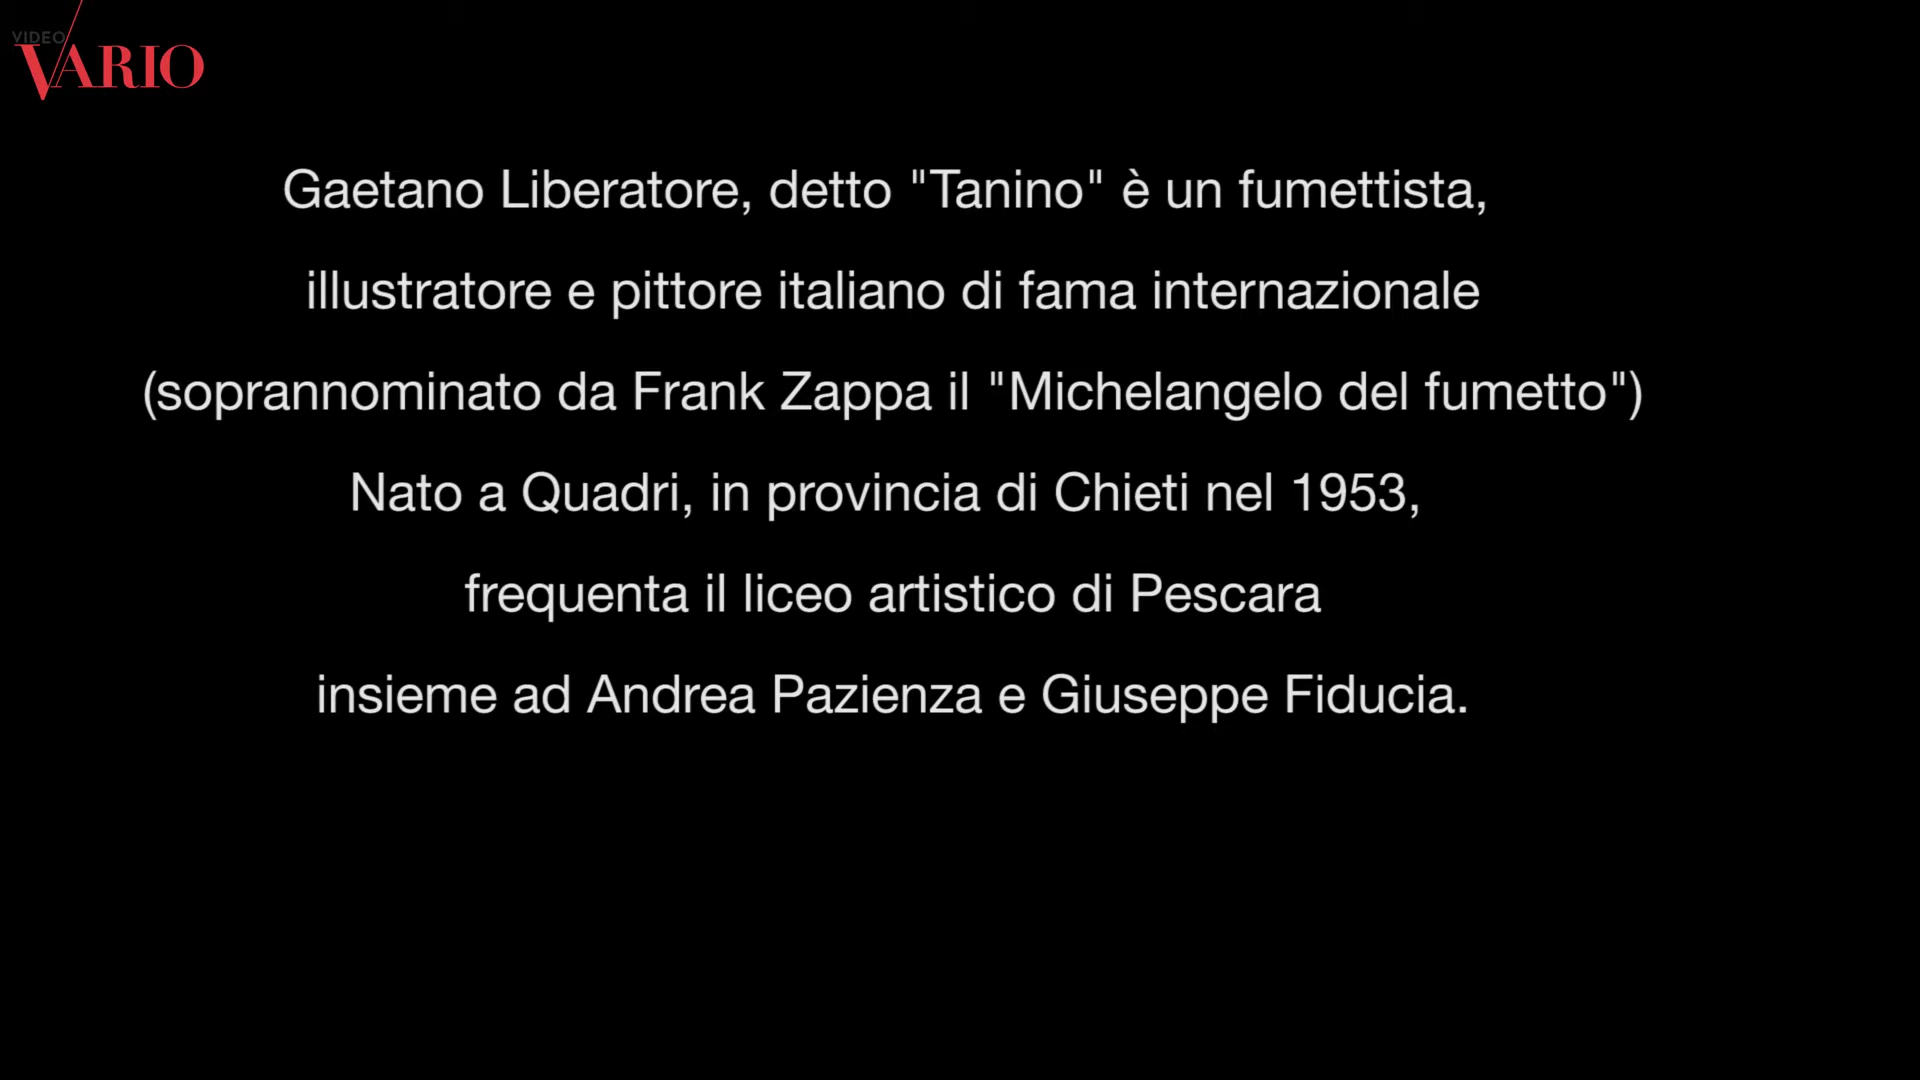 VIDEO
VARIO
Gaetano Liberatore, detto "Tanino" è un fumettista,
illustratore e pittore italiano di fama internazionale
(soprannominato da Frank Zappa il "Michelangelo del fumetto")
Nato a Quadri, in provincia di Chieti nel 1953,
frequenta il liceo artistico di Pescara
insieme ad Andrea Pazienza e Giuseppe Fiducia.